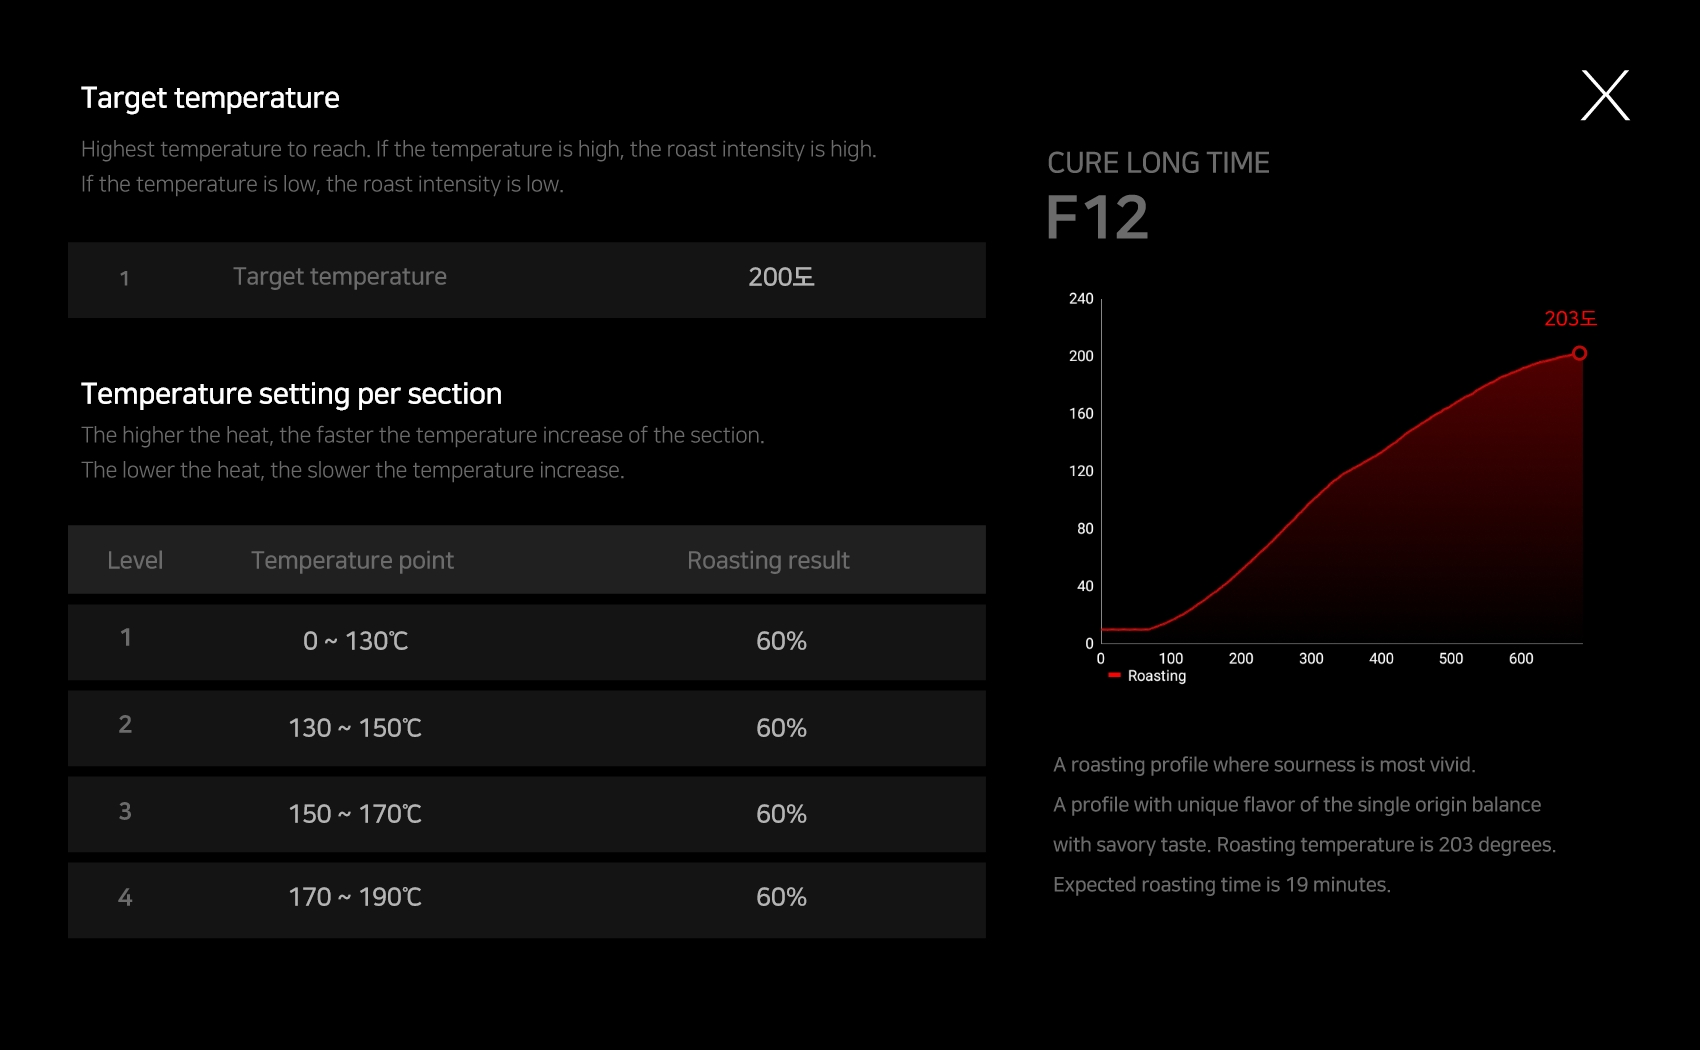 Target temperature
Highest temperature to reach. If the temperature is high, the roast intensity is high.
If the temperature is low, the roast intensity is low.
1 Target temperature 200도
Temperature setting per section
The higher the heat, the faster the temperature increase of the section.
The lower the heat, the slower the temperature increase.
Level Temperature point Roasting result
1 0 ~ 130℃ 60%
2 130 ~ 150℃ 60%
3 150 ~ 170℃ 60%
4 170 ~ 190℃ 60%
CURE LONG TIME
F12
240
203도
200
160
120
80
40
0
0 100 200 300 400 500 600
Roasting
A roasting profile where sourness is most vivid.
A profile with unique flavor of the single origin balance
with savory taste. Roasting temperature is 203 degrees.
Expected roasting time is 19 minutes.